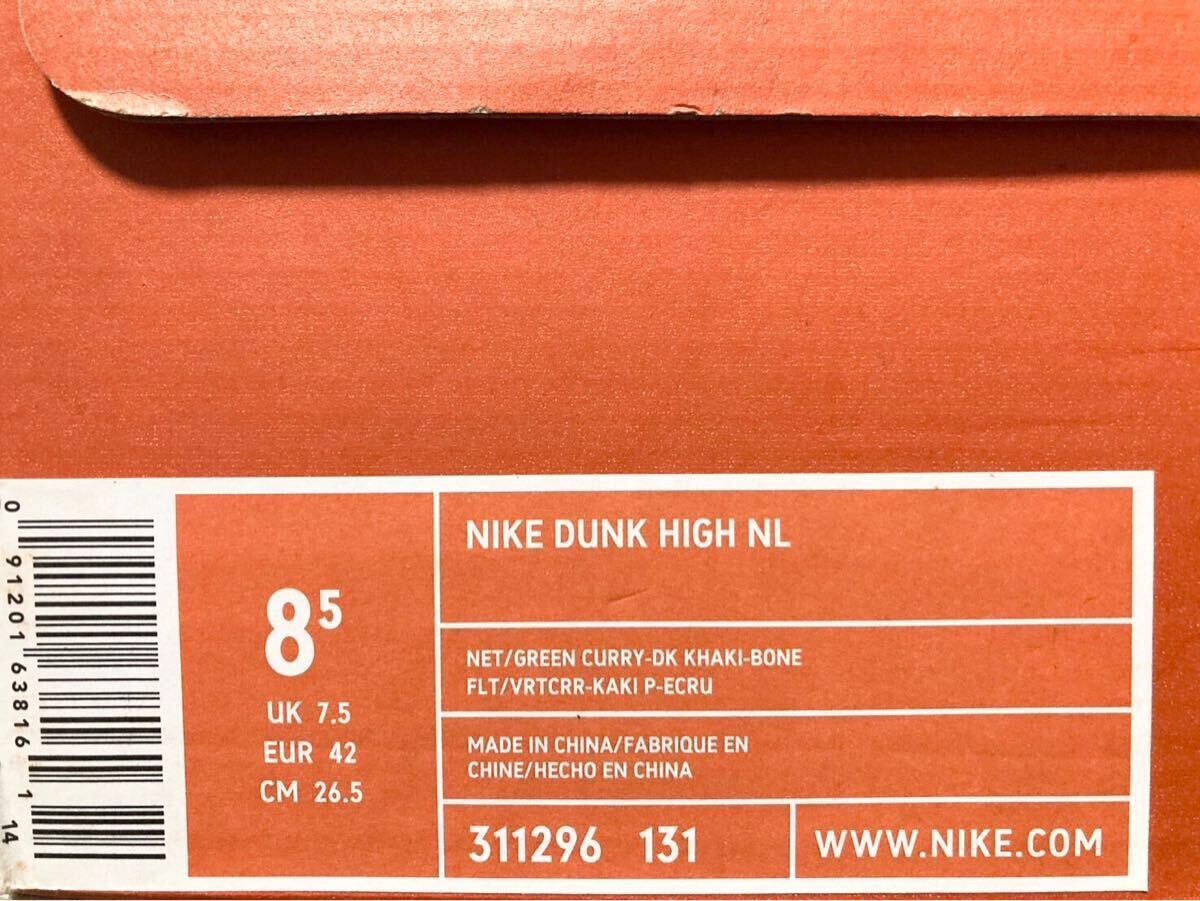 0 91201 63816 1 14
8 5
UK 7.5
EUR 42
CM 26.5
NIKE DUNK HIGH NL
NET/GREEN CURRY-DK KHAKI-BONE
FLT/VRTCRR-KAKI P-ECRU
MADE IN CHINA/FABRIQUE EN
CHINE/HECHO EN CHINA
311296 131
WWW.NIKE.COM